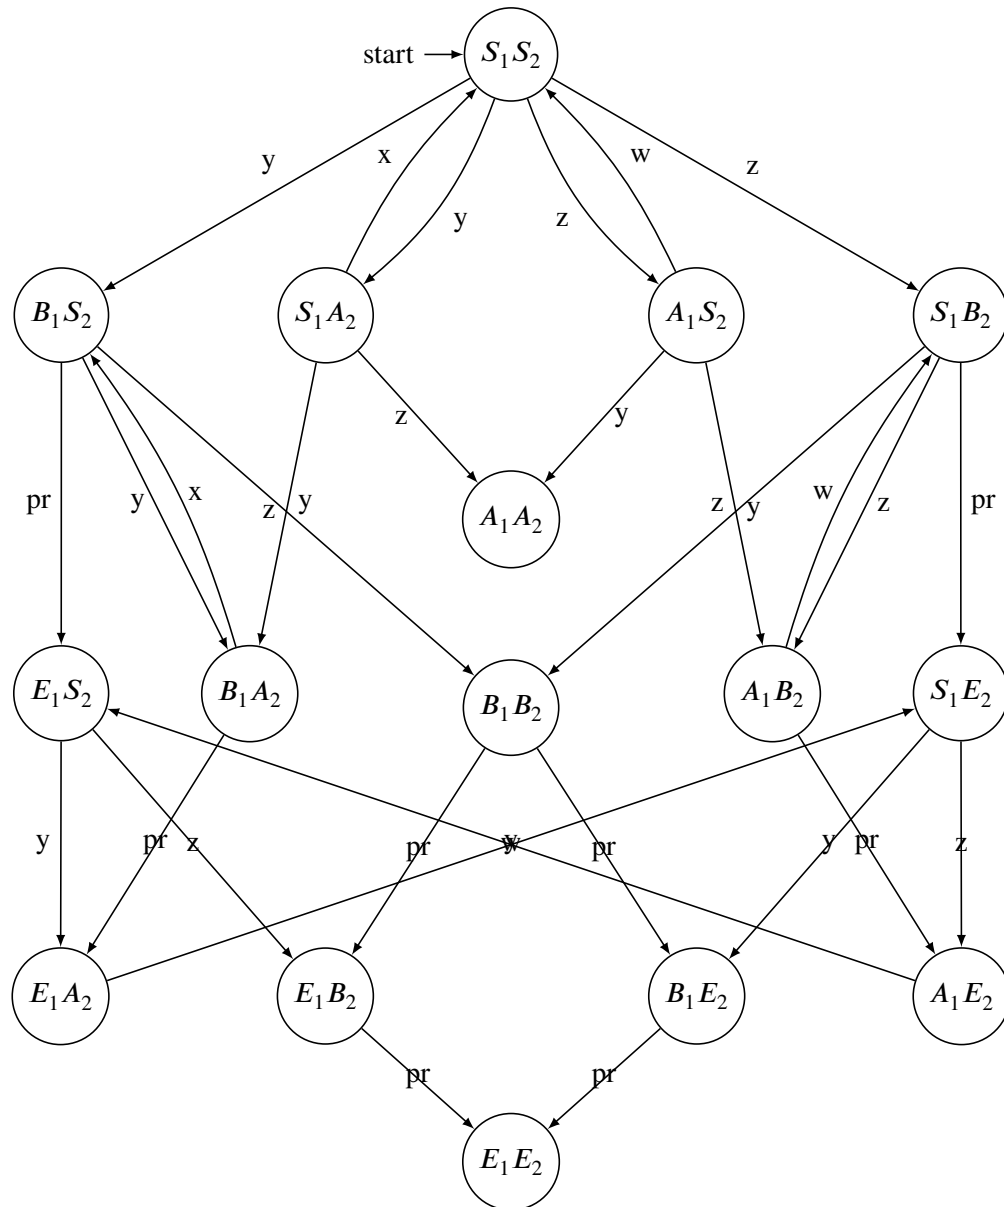 start S₁S₂
y x w z
y z
B₁S₂ S₁A₂ A₁S₂ S₁B₂
z y
pr y x z y A₁A₂ z y w z pr
E₁S₂ B₁A₂ B₁B₂ A₁B₂ S₁E₂
y pr z pr pr y pr z
E₁A₂ E₁B₂ B₁E₂ A₁E₂
pr pr
E₁E₂